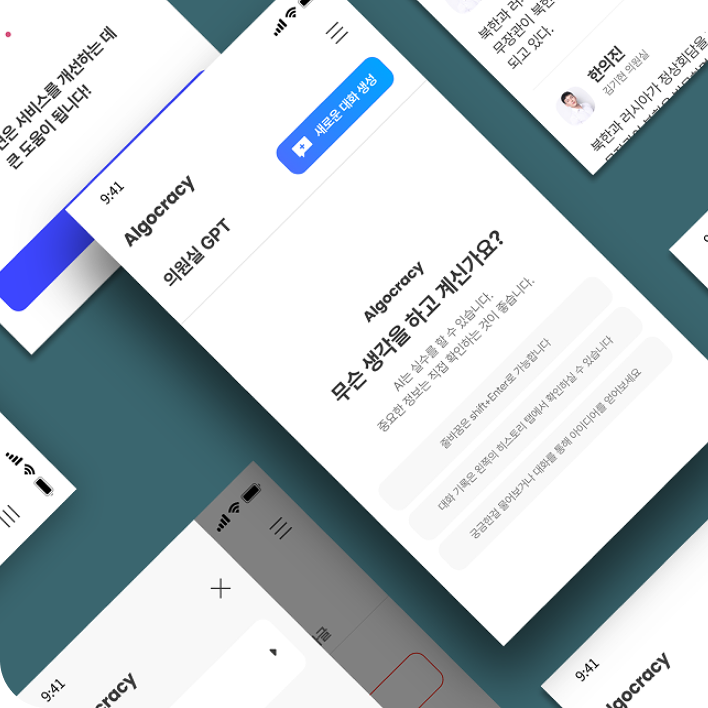 서비스를 개선하는 데
큰 도움이 됩니다!
9:41
Algocracy
의원실 GPT
새로운 대화 생성
Algocracy
무슨 생각을 하고 계신가요?
AI는 실수를 할 수 있습니다.
중요한 정보는 직접 확인하는 것이 좋습니다.
줄바꿈은 shift+Enter로 가능합니다
대화 기록은 왼쪽의 히스토리 탭에서 확인하실 수 있습니다
궁금한걸 물어보거나 대화를 통해 아이디어를 얻어보세요
북한과
무장관이 북한
되고 있다.
한의진
김기현 의원실
북한과 러시아가 정상회담을
9:41
9:41